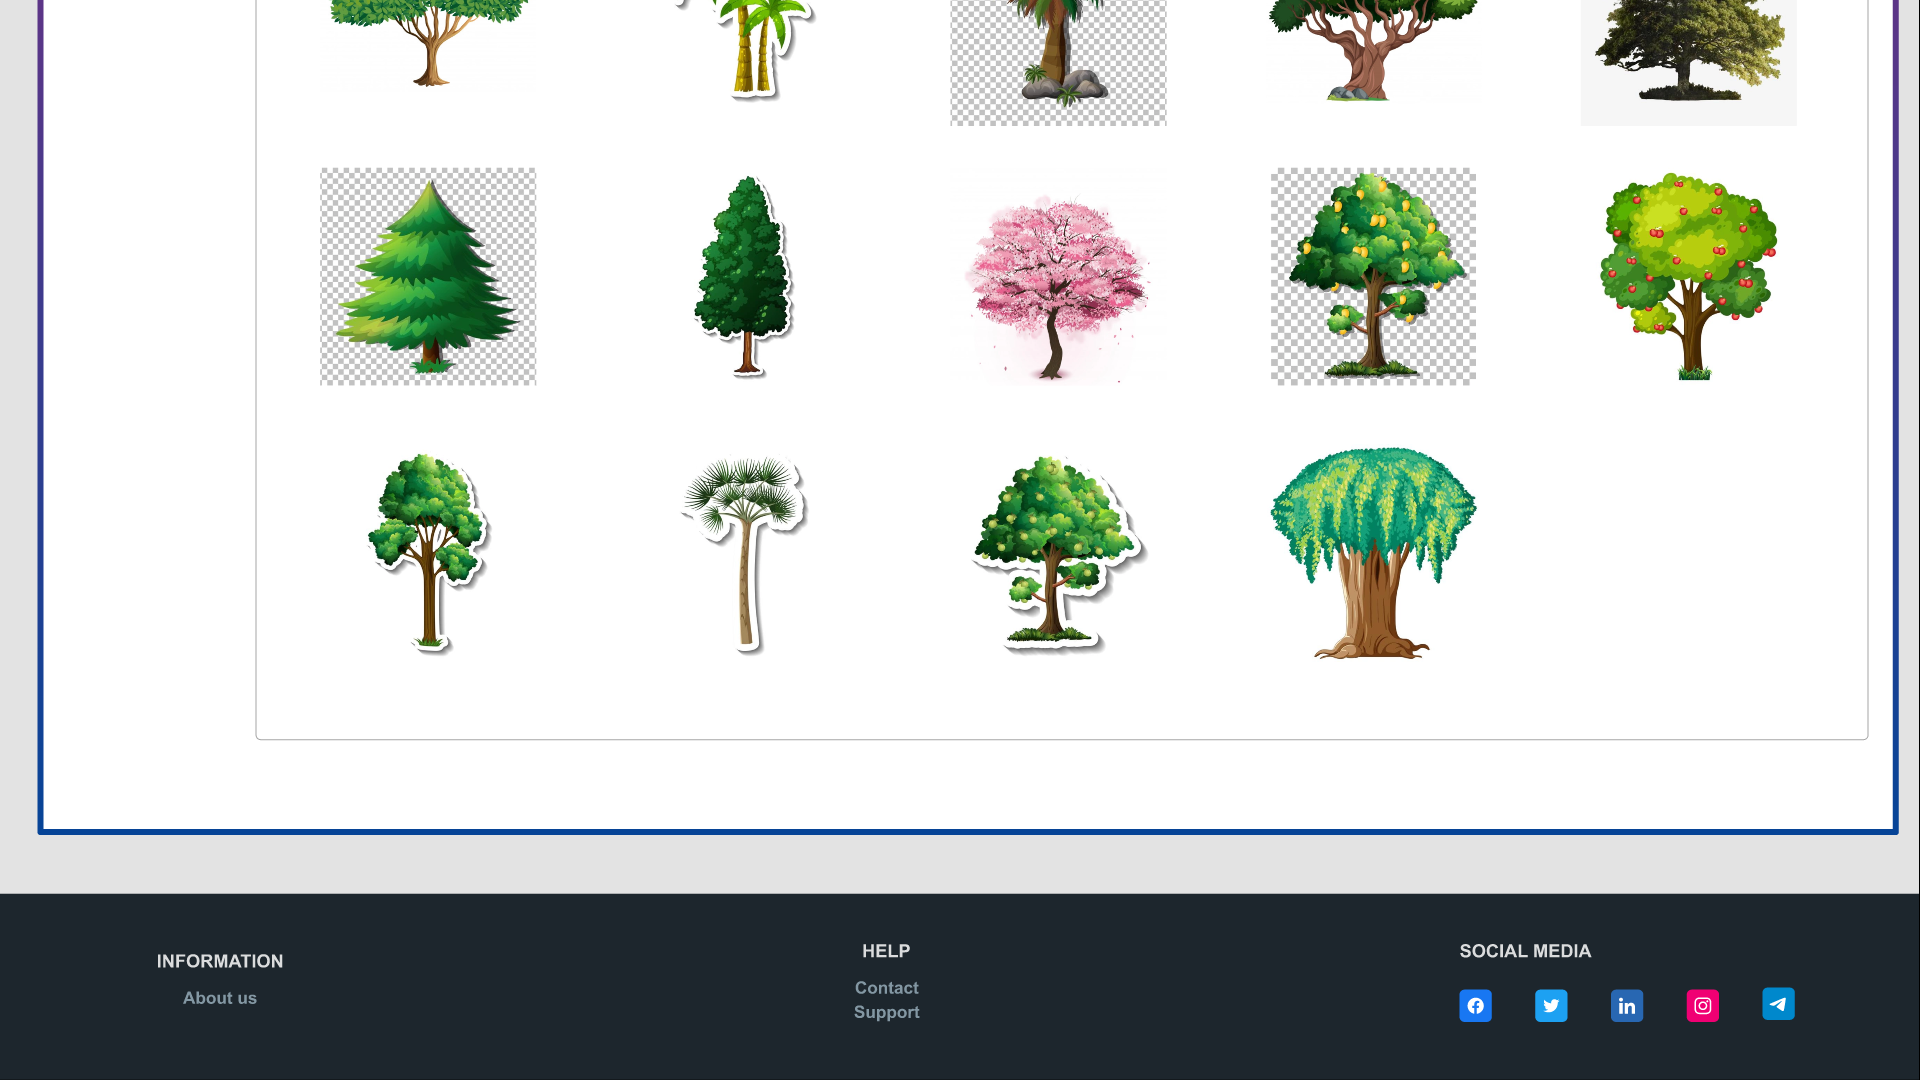 INFORMATION
About us
HELP
Contact
Support
SOCIAL MEDIA